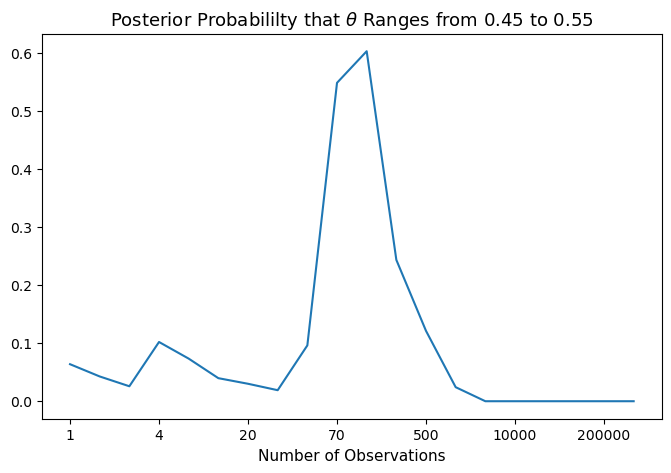 Posterior Probabililty that θ Ranges from 0.45 to 0.55
0.6
0.5
0.4
0.3
0.2
0.1
0.0
1 4 20 70 500 10000 200000
Number of Observations